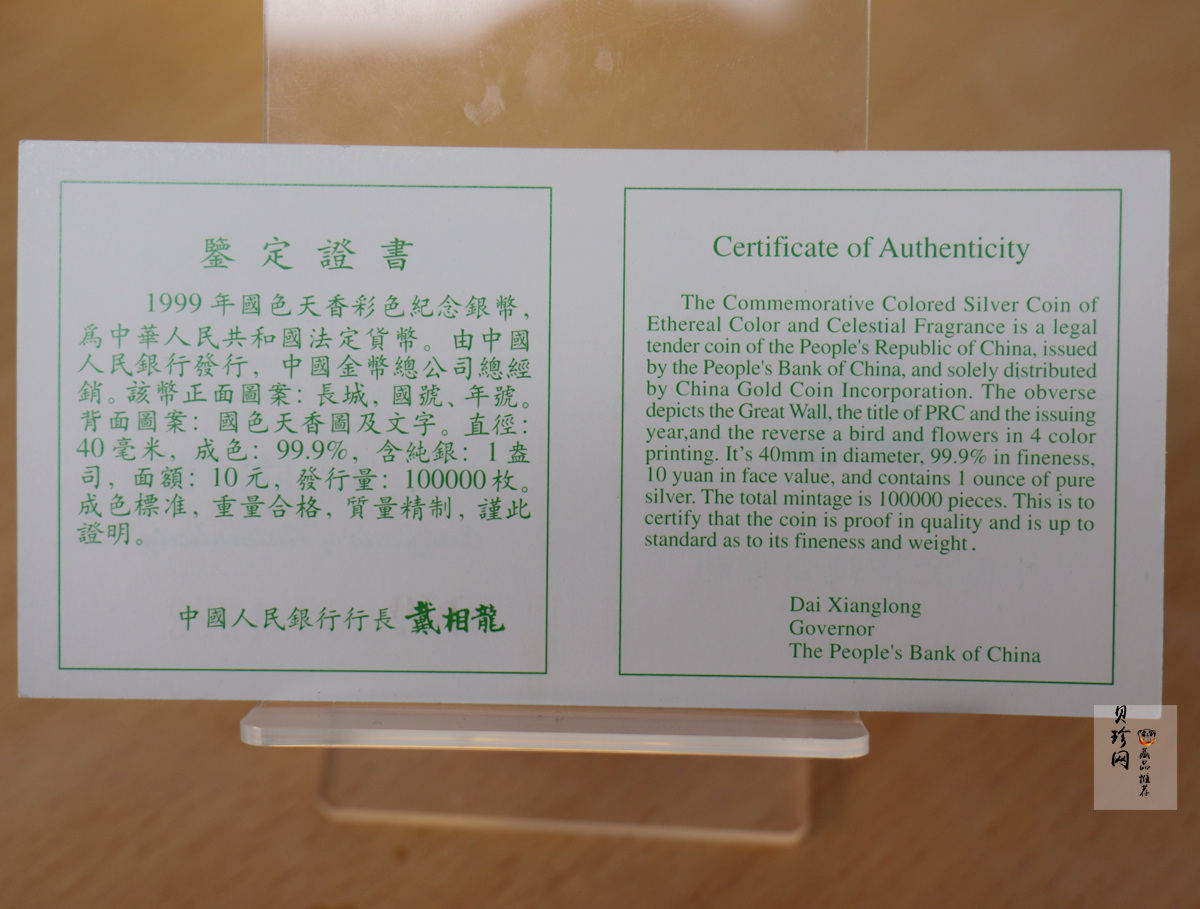 鑒定證書
1999年國色天香彩色紀念銀幣，
爲中華人民共和國法定貨幣。由中國
人民銀行發行，中國金幣總公司總經
銷。該幣正面圖案：長城，國號、年號。
背面圖案：國色天香圖及文字。直徑：
40毫米，成色：99.9%，含純銀：1盎
司，面額：10元，發行量：100000枚。
成色標准，重量合格，質量精制，謹此
證明。
中國人民銀行行長 戴相龍
Certificate of Authenticity
The Commemorative Colored Silver Coin of
Ethereal Color and Celestial Fragrance is a legal
tender coin of the People's Republic of China, issued
by the People's Bank of China, and solely distributed
by China Gold Coin Incorporation. The obverse
depicts the Great Wall, the title of PRC and the issuing
year,and the reverse a bird and flowers in 4 color
printing. It's 40mm in diameter, 99.9% in fineness,
10 yuan in face value, and contains 1 ounce of pure
silver. The total mintage is 100000 pieces. This is to
certify that the coin is proof in quality and is up to
standard as to its fineness and weight.
Dai Xianglong
Governor
The People's Bank of China
贝珍网
藏品推荐